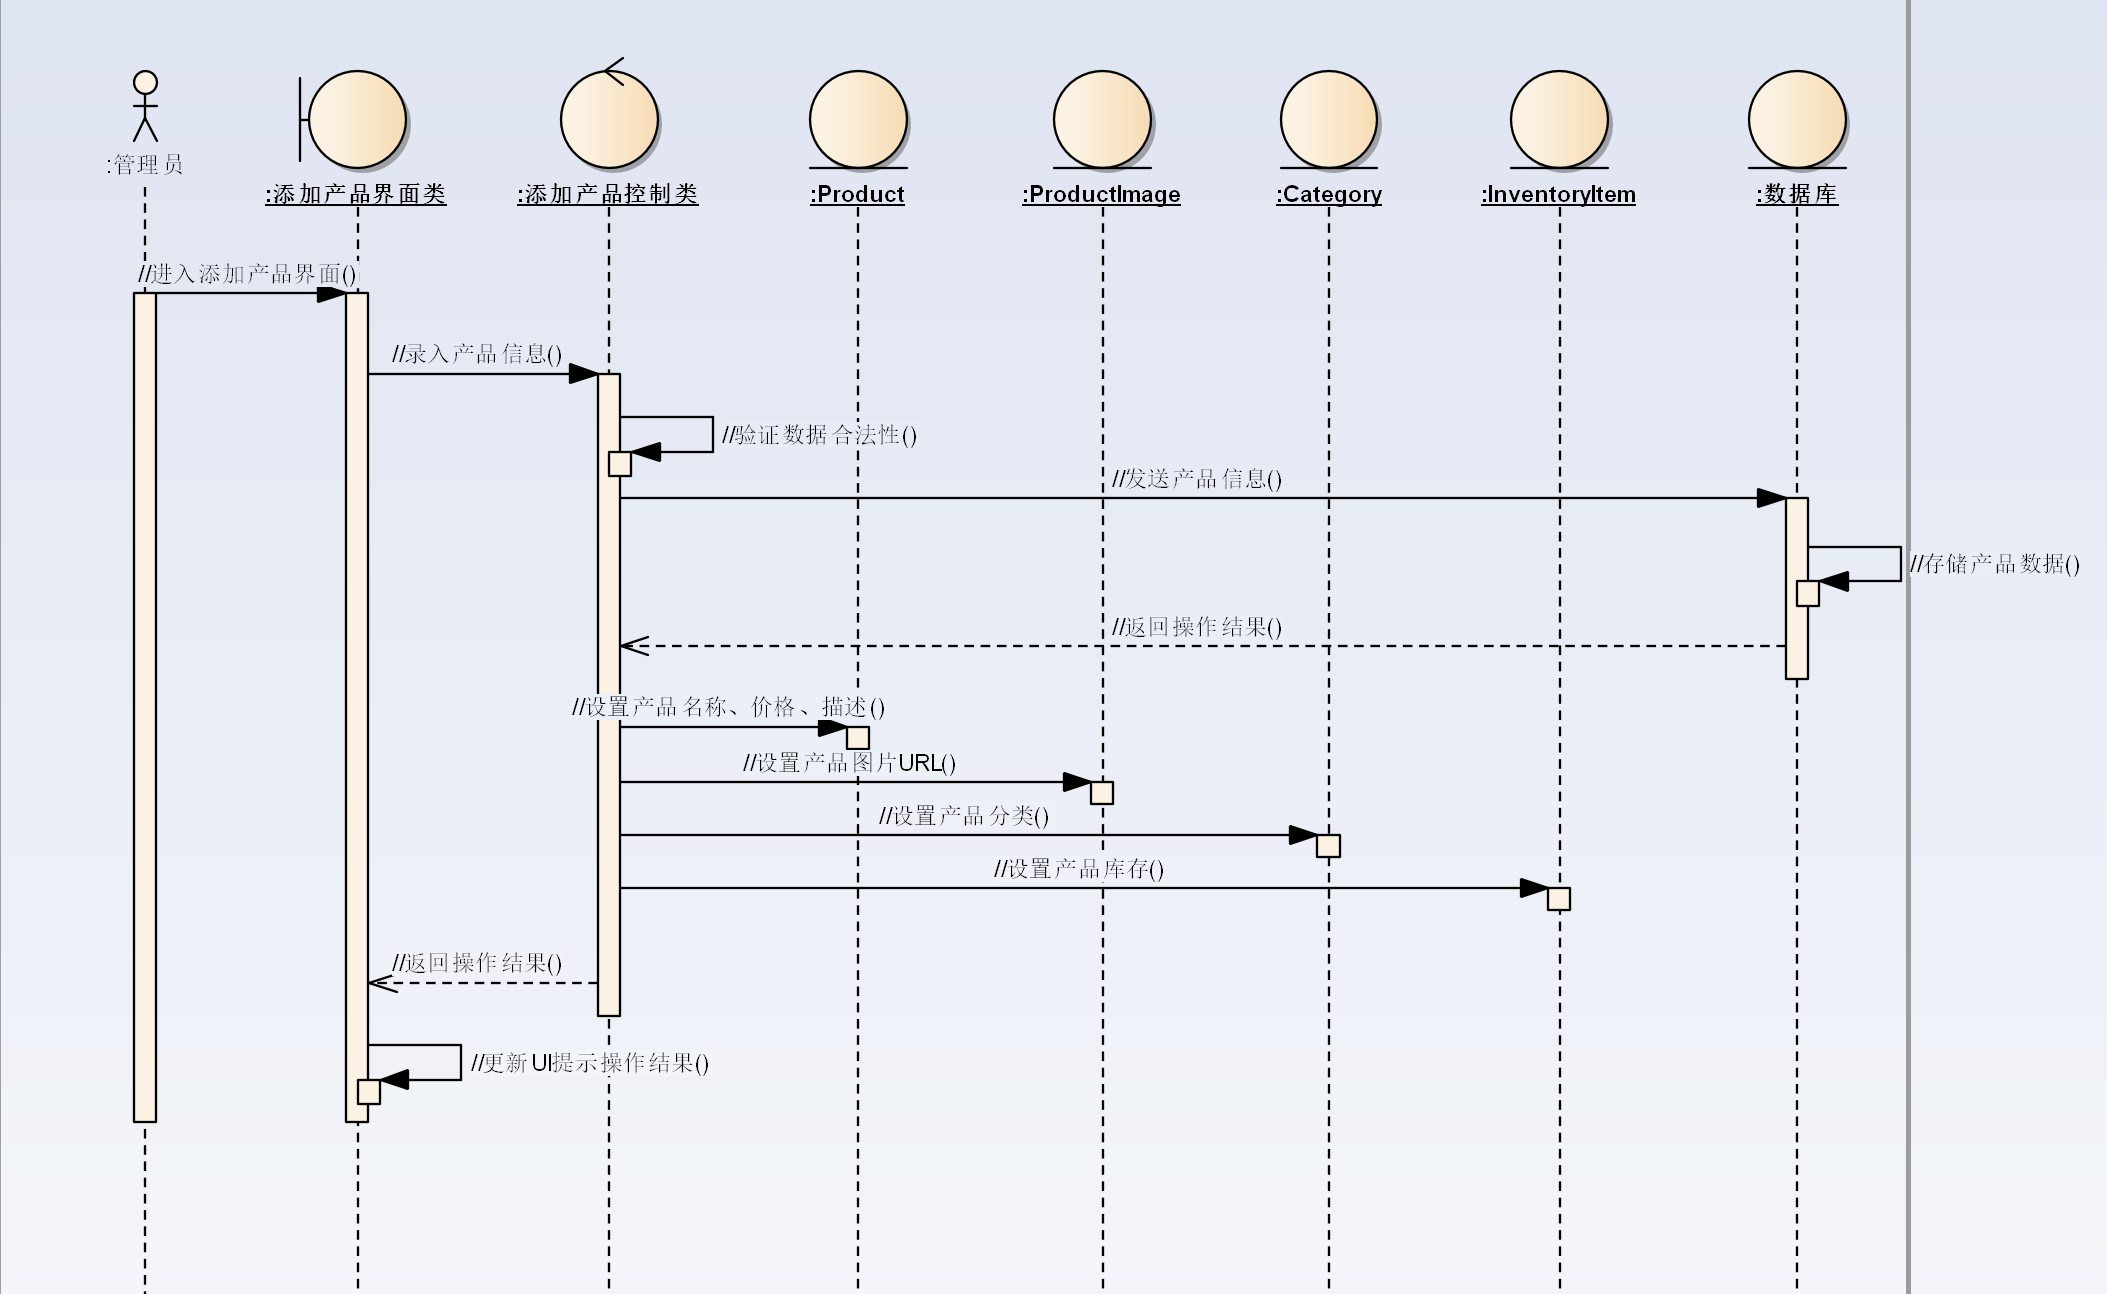 :管理员
:添加产品界面类
:添加产品控制类
:Product
:ProductImage
:Category
:InventoryItem
:数据库
//进入添加产品界面()
//录入产品信息()
//验证数据合法性()
//发送产品信息()
//存储产品数据()
//返回操作结果()
//设置产品名称、价格、描述()
//设置产品图片URL()
//设置产品分类()
//设置产品库存()
//返回操作结果()
//更新UI提示操作结果()